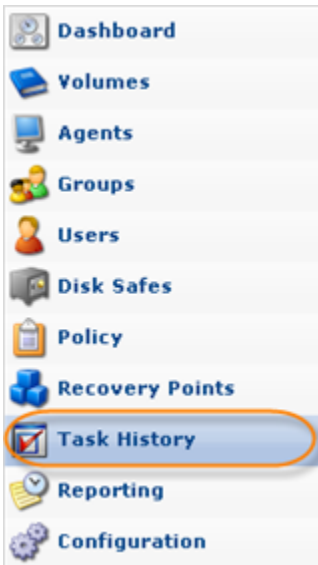 Dashboard
Volumes
Agents
Groups
Users
Disk Safes
Policy
Recovery Points
Task History
Reporting
Configuration